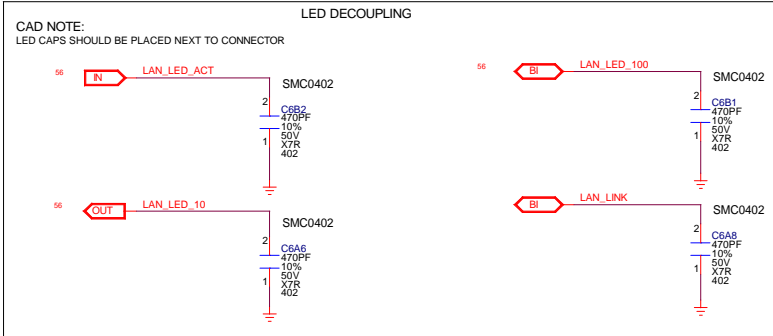 LED DECOUPLING
CAD NOTE:
LED CAPS SHOULD BE PLACED NEXT TO CONNECTOR
56 IN LAN_LED_ACT
SMC0402
2
C6B2
470PF
10%
1
50V
X7R
402
56 BI LAN_LED_100
SMC0402
2
C6B1
470PF
10%
1
50V
X7R
402
56 OUT LAN_LED_10
SMC0402
2
C6A6
470PF
10%
1
50V
X7R
402
BI LAN_LINK
SMC0402
2
C6A8
470PF
10%
1
50V
X7R
402